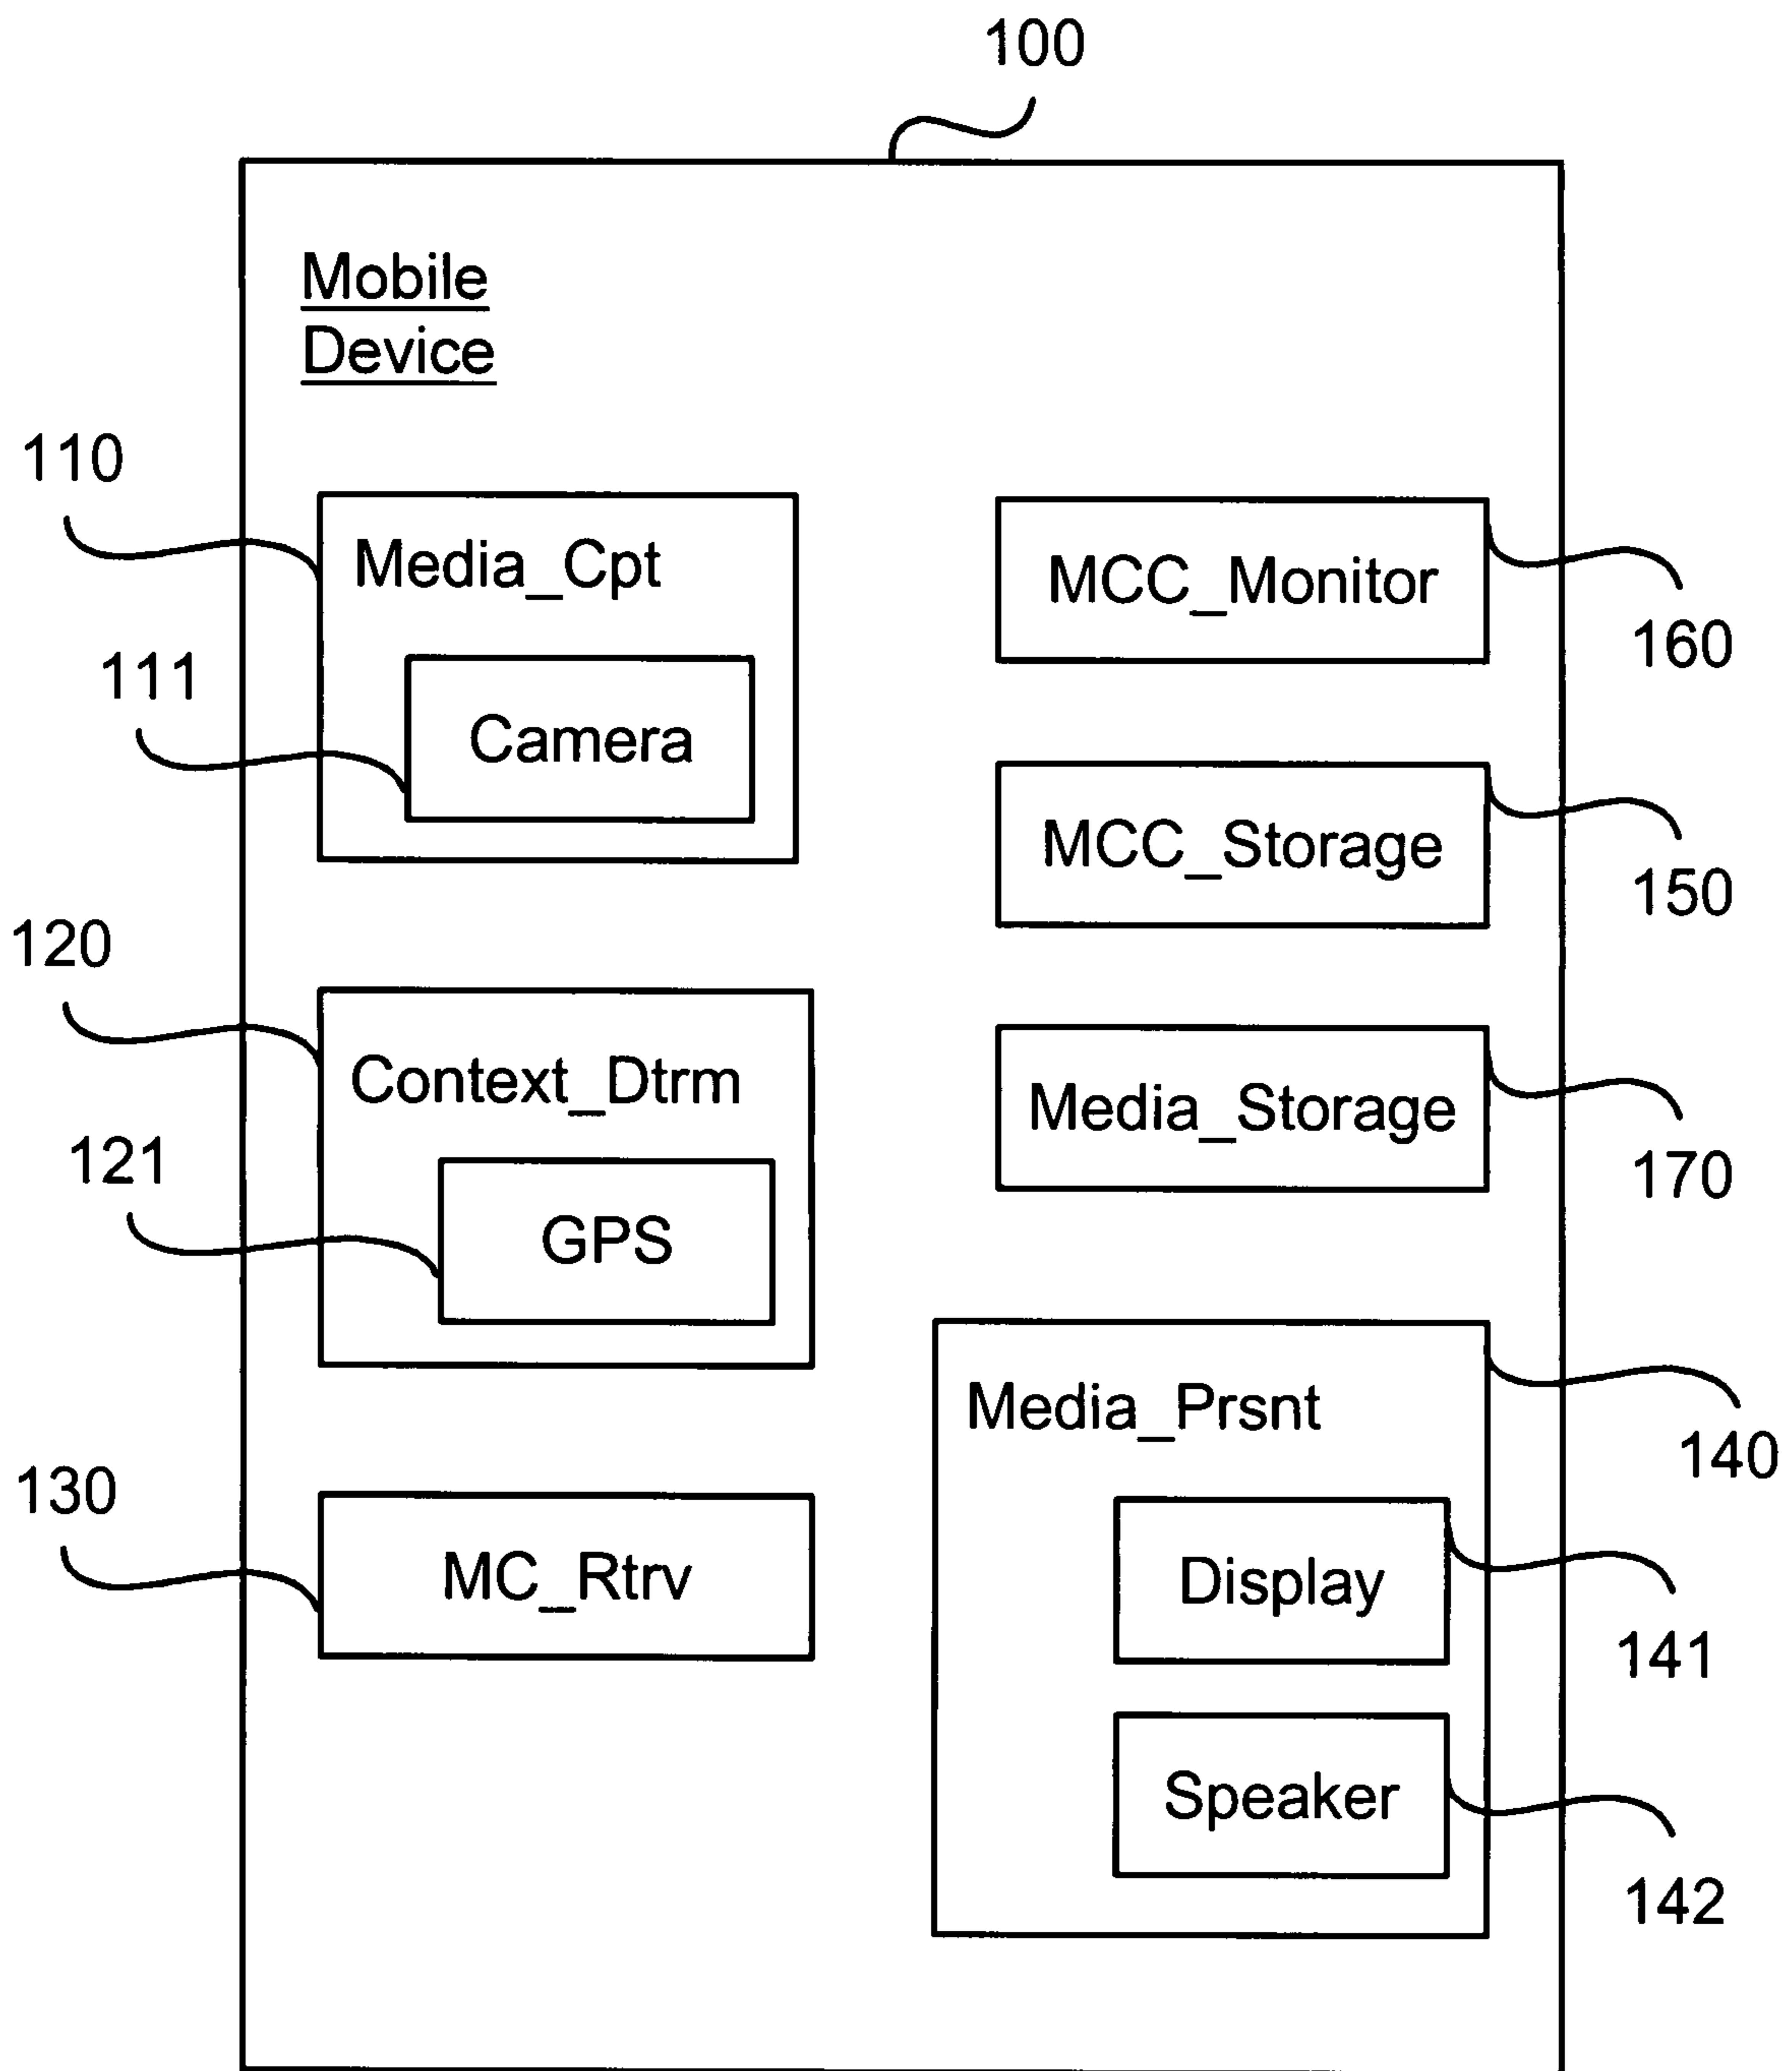 100
Mobile
Device
110
Media_Cpt
111
Camera
120
Context_Dtrm
121
GPS
130
MC_Rtrv
MCC_Monitor
160
MCC_Storage
150
Media_Storage
170
Media_Prsnt
140
Display
141
Speaker
142